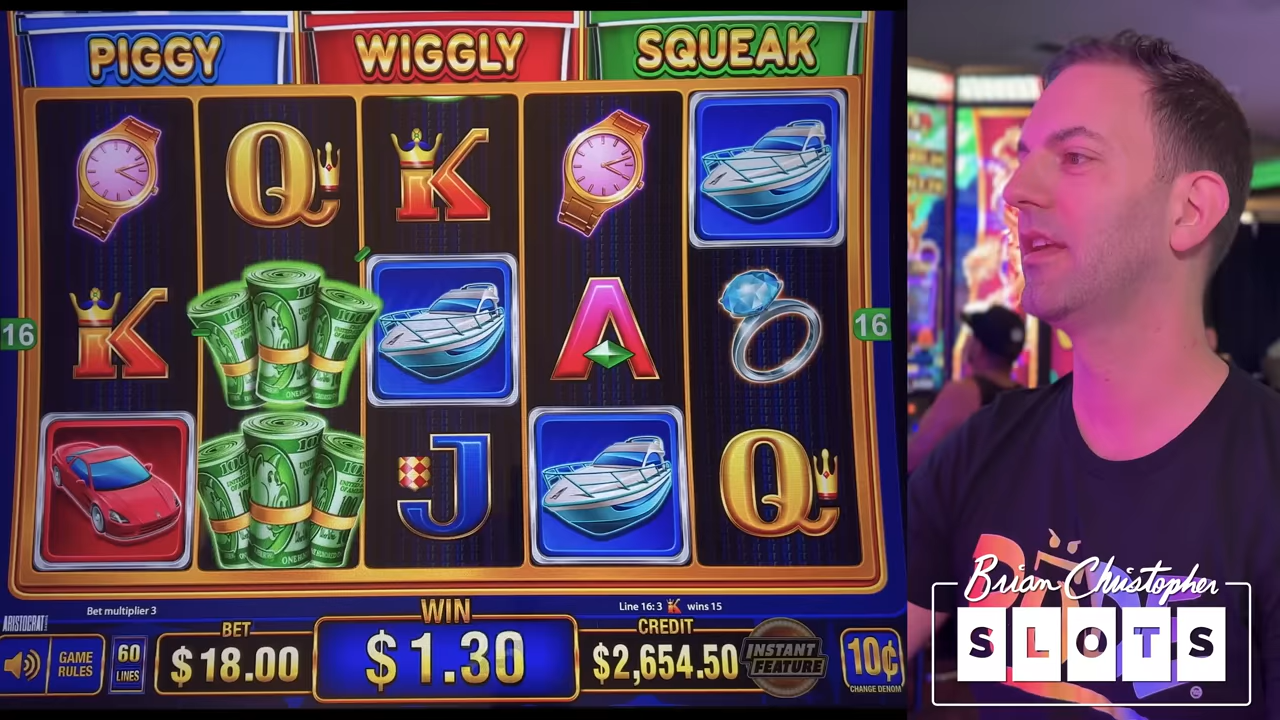 PIGGY
WIGGLY
SQUEAK
Q
K
16
K
A
16
J
Q
Bet multiplier 3
WIN
Line 16: 3 K wins 15
ARISTOCRAT
BET
CREDIT
GAME RULES
60 LINES
$18.00
$1.30
$2,654.50
INSTANT FEATURE
10¢
CHANGE DENOM
Brian Christopher
SLOTS